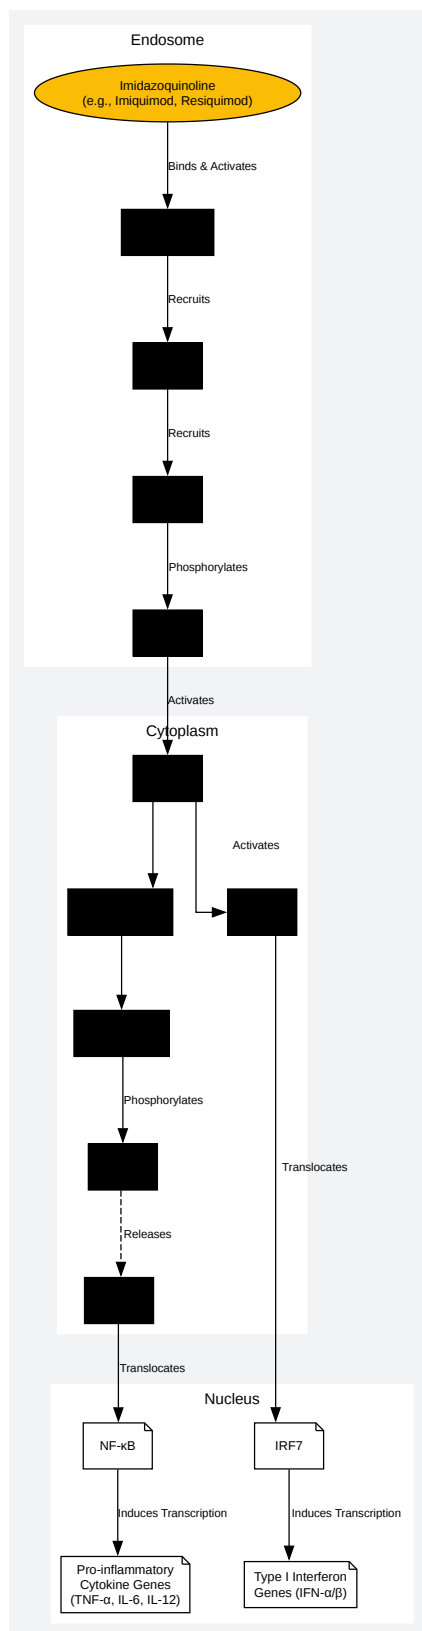 Endosome
Imidazoquinoline
(e.g., Imiquimod, Resiquimod)
Binds & Activates
Recruits
Recruits
Phosphorylates
Activates
Cytoplasm
Activates
Phosphorylates
Translocates
Releases
Translocates
Nucleus
NF-κB
IRF7
Induces Transcription
Induces Transcription
Pro-inflammatory
Cytokine Genes
(TNF-α, IL-6, IL-12)
Type I Interferon
Genes (IFN-α/β)